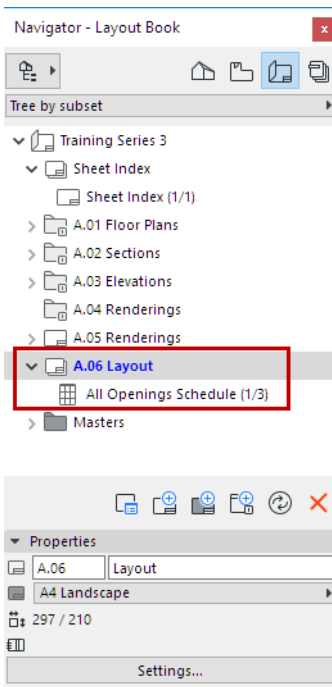 Navigator - Layout Book
x
Tree by subset
Training Series 3
Sheet Index
Sheet Index (1/1)
A.01 Floor Plans
A.02 Sections
A.03 Elevations
A.04 Renderings
A.05 Renderings
A.06 Layout
All Openings Schedule (1/3)
Masters
Properties
A.06 Layout
A4 Landscape
297 / 210
Settings...